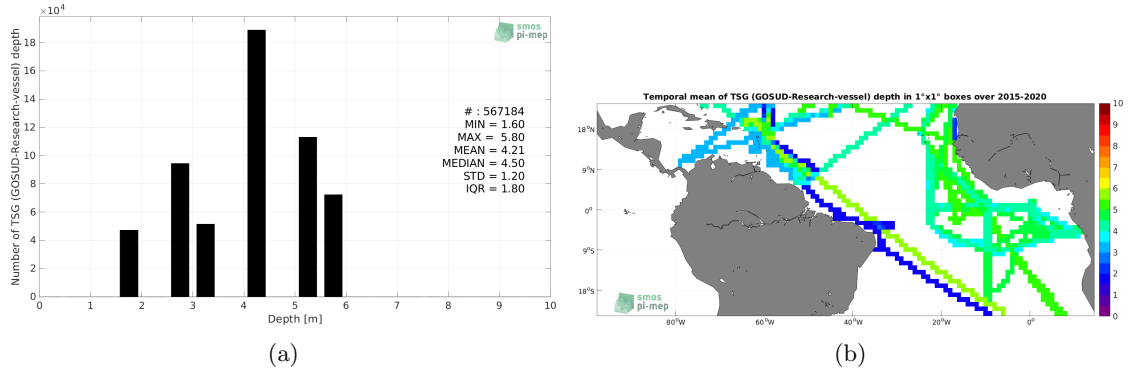 ×10⁴
18
16
14
12
10
8
6
4
2
0
Number of TSG (GOSUD-Research-vessel) depth
0 1 2 3 4 5 6 7 8 9 10
Depth [m]
smos
pi-mep
# : 567184
MIN = 1.60
MAX = 5.80
MEAN = 4.21
MEDIAN = 4.50
STD = 1.20
IQR = 1.80
(a)
Temporal mean of TSG (GOSUD-Research-vessel) depth in 1°x1° boxes over 2015-2020
18°N
9°N
0°
9°S
18°S
80°W 60°W 40°W 20°W 0°
smos
pi-mep
10
9
8
7
6
5
4
3
2
1
0
(b)